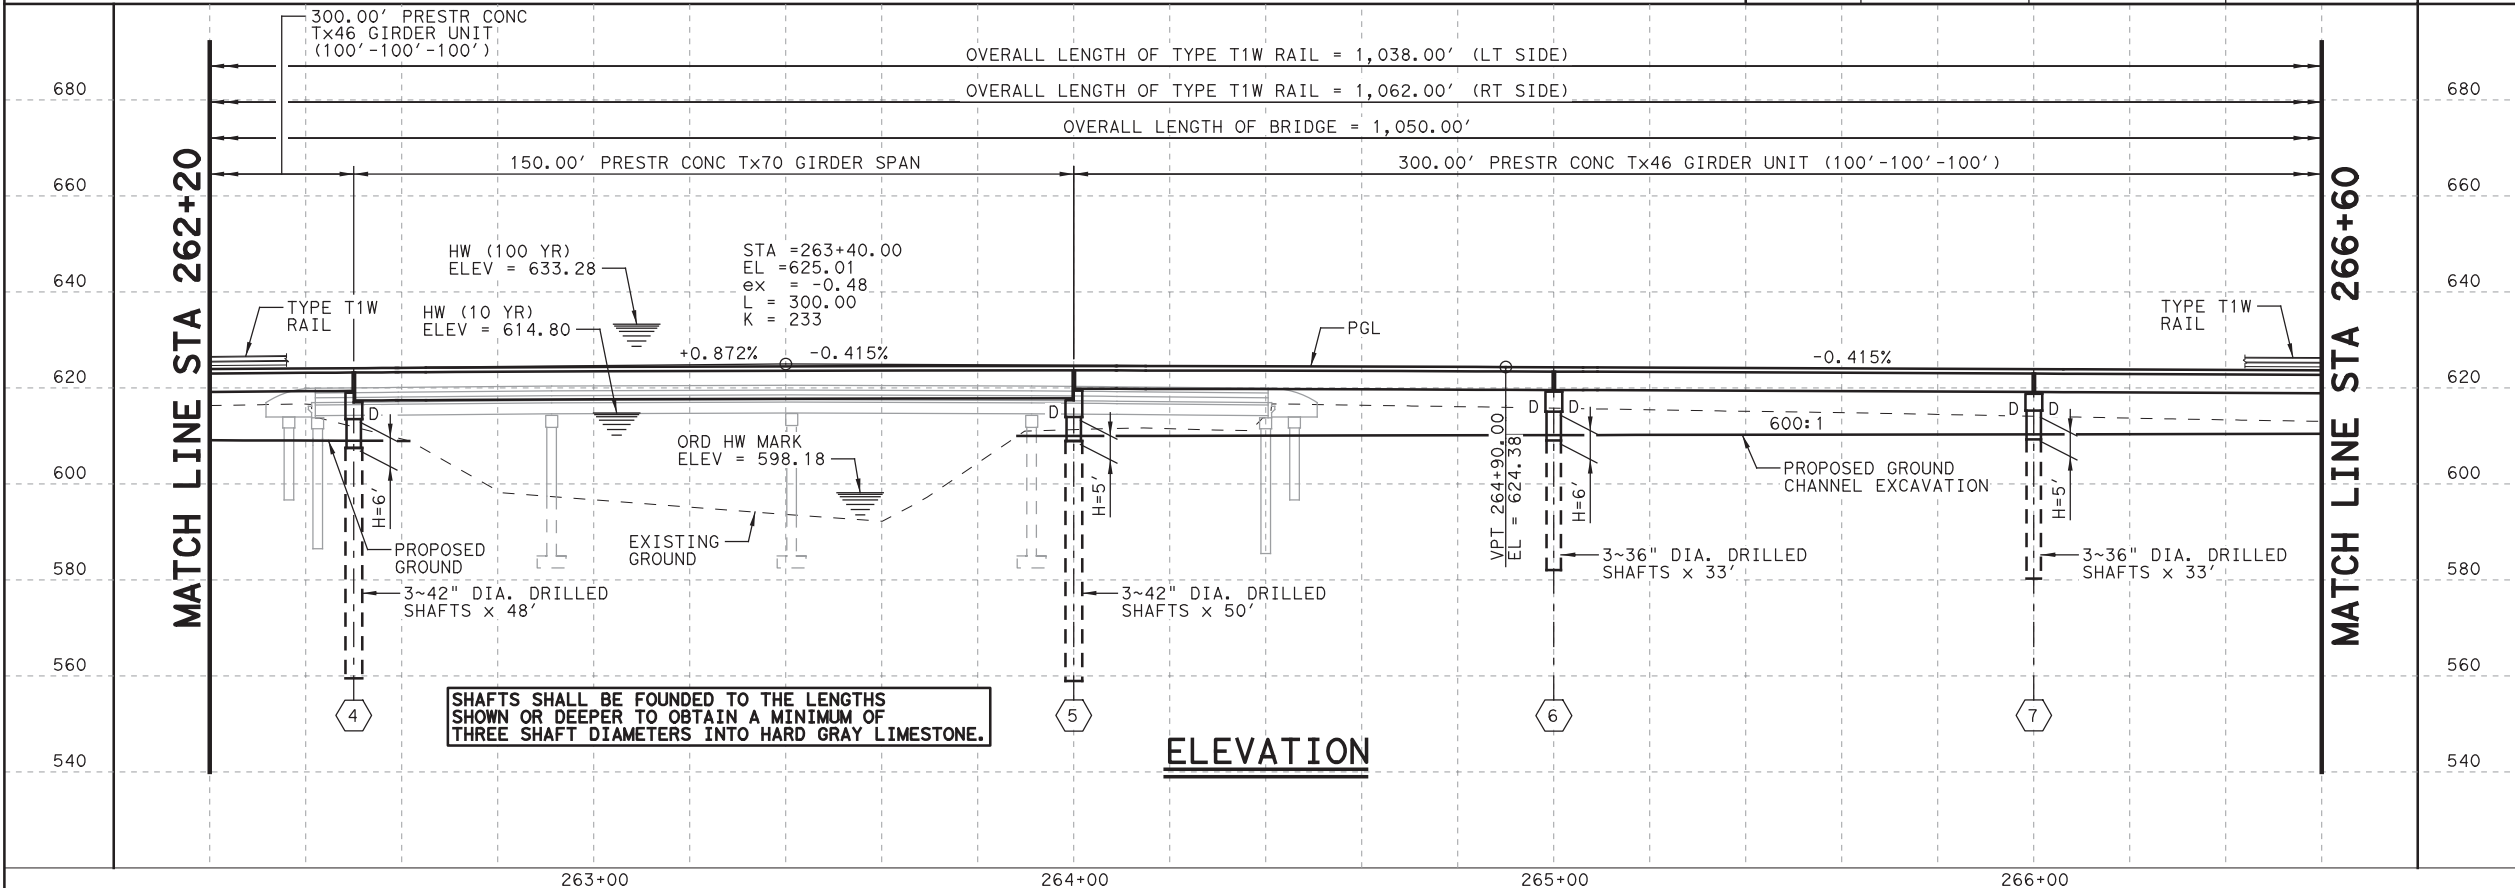 300.00' PRESTR CONC
Tx46 GIRDER UNIT
(100'-100'-100')
OVERALL LENGTH OF TYPE T1W RAIL = 1,038.00' (LT SIDE)
680
OVERALL LENGTH OF TYPE T1W RAIL = 1,062.00' (RT SIDE)
680
OVERALL LENGTH OF BRIDGE = 1,050.00'
150.00' PRESTR CONC Tx70 GIRDER SPAN
300.00' PRESTR CONC Tx46 GIRDER UNIT (100'-100'-100')
660
660
MATCH LINE STA 262+20
MATCH LINE STA 266+60
HW (100 YR)
ELEV = 633.28
STA =263+40.00
EL =625.01
ex = -0.48
L = 300.00
K = 233
640
640
TYPE T1W
RAIL
HW (10 YR)
ELEV = 614.80
PGL
TYPE T1W
RAIL
+0.872%
-0.415%
-0.415%
620
620
D
D
D
D
D
D
600:1
ORD HW MARK
ELEV = 598.18
VPT 264+90.00
EL = 624.38
PROPOSED GROUND
CHANNEL EXCAVATION
600
600
H=6'
H=5'
H=6'
H=5'
EXISTING
GROUND
PROPOSED
GROUND
3~36" DIA. DRILLED
SHAFTS x 33'
3~36" DIA. DRILLED
SHAFTS x 33'
580
580
3~42" DIA. DRILLED
SHAFTS x 48'
3~42" DIA. DRILLED
SHAFTS x 50'
560
560
SHAFTS SHALL BE FOUNDED TO THE LENGTHS
SHOWN OR DEEPER TO OBTAIN A MINIMUM OF
THREE SHAFT DIAMETERS INTO HARD GRAY LIMESTONE.
4
5
6
7
ELEVATION
540
540
263+00
264+00
265+00
266+00